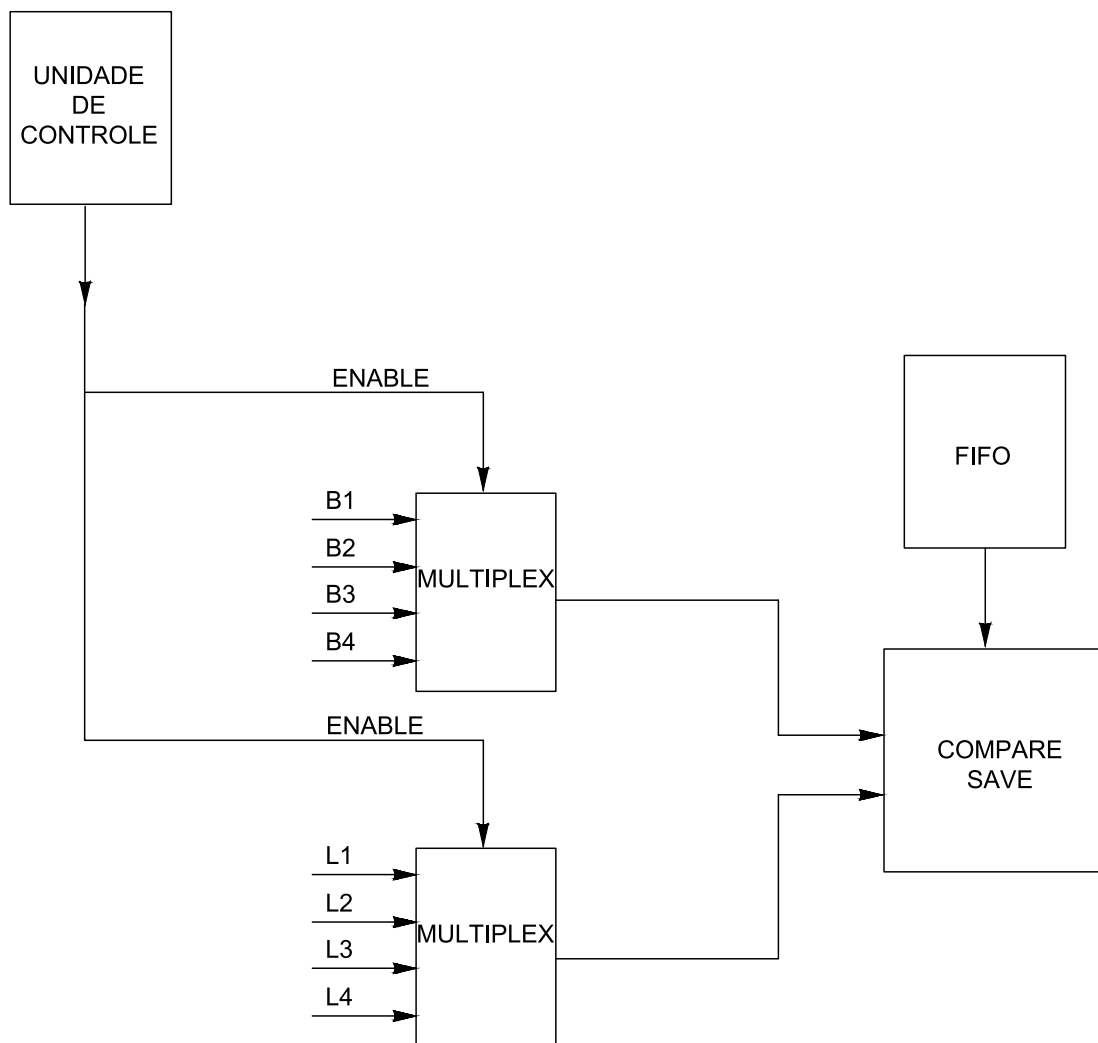 UNIDADE
DE
CONTROLE
ENABLE
FIFO
B1
B2
B3
B4
MULTIPLEX
ENABLE
COMPARE
SAVE
L1
L2
L3
L4
MULTIPLEX